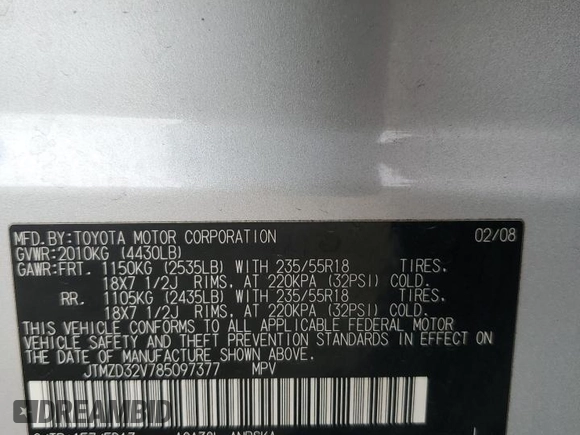 MFD.BY:TOYOTA MOTOR CORPORATION 02/08
GVWR:2010KG (4430LB)
GAWR:FRT. 1150KG (2535LB) WITH 235/55R18 TIRES.
18X7 1/2J RIMS, AT 220KPA (32PSI) COLD.
RR. 1105KG (2435LB) WITH 235/55R18 TIRES.
18X7 1/2J RIMS, AT 220KPA (32PSI) COLD.
THIS VEHICLE CONFORMS TO ALL APPLICABLE FEDERAL MOTOR
VEHICLE SAFETY AND THEFT PREVENTION STANDARDS IN EFFECT
ON THE DATE OF MANUFACTURE SHOWN ABOVE.
JTMZD32V785097377 MPV
AutoHelperBot.com